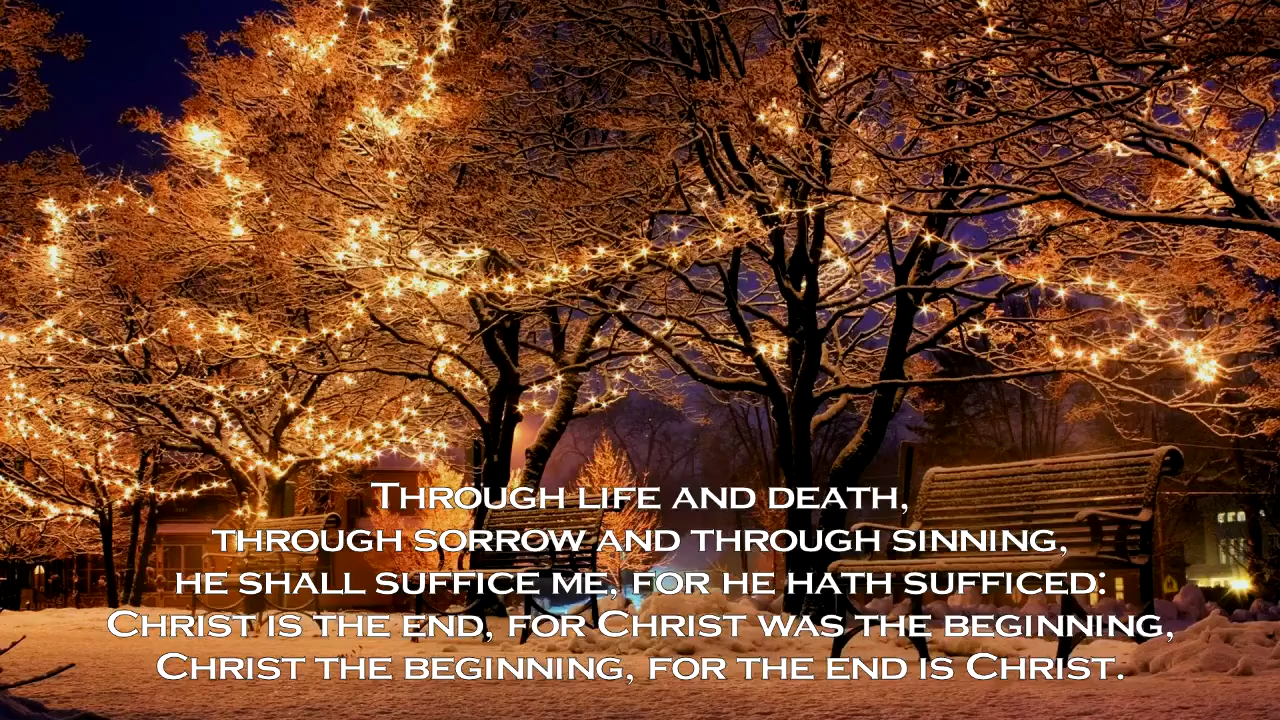 Through life and death,
through sorrow and through sinning,
he shall suffice me, for he hath sufficed:
Christ is the end, for Christ was the beginning,
Christ the beginning, for the end is Christ.